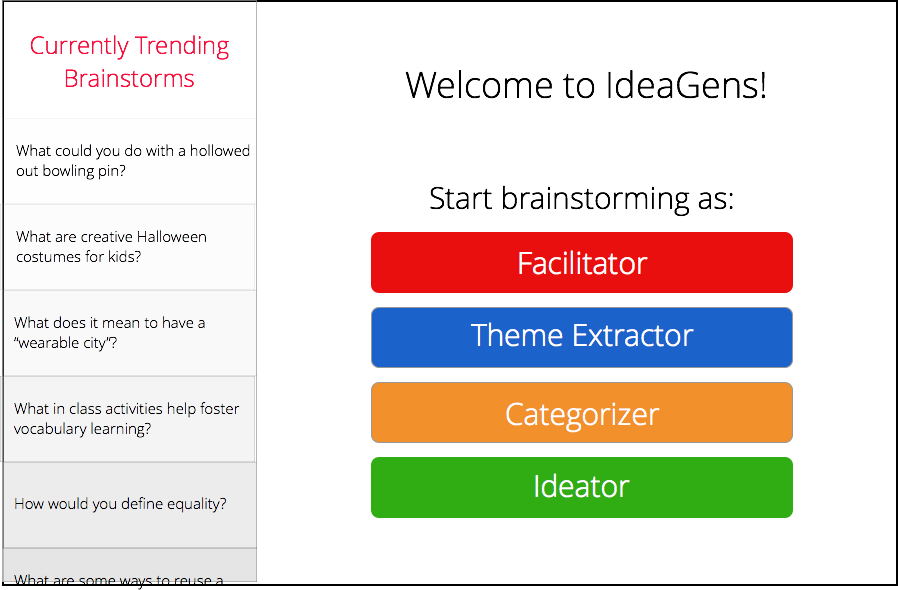 Currently Trending
Brainstorms
What could you do with a hollowed
out bowling pin?
What are creative Halloween
costumes for kids?
What does it mean to have a
“wearable city”?
What in class activities help foster
vocabulary learning?
How would you define equality?
What are some ways to reuse a
Welcome to IdeaGens!
Start brainstorming as:
Facilitator
Theme Extractor
Categorizer
Ideator